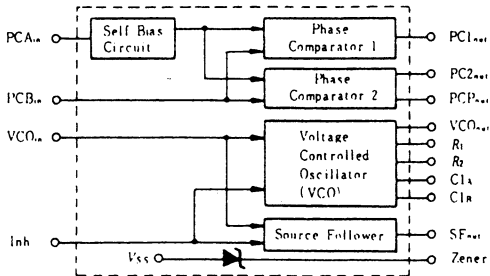 PCAin
Self Bias
Circuit
Phase
Comparator 1
PC1out
PCBin
Phase
Comparator 2
PC2out
PCPout
VCOin
Voltage
Controlled
Oscillator
(VCO)
VCOout
R1
R2
C1A
C1B
Inh
Source Follower
SFout
VSS
Zener